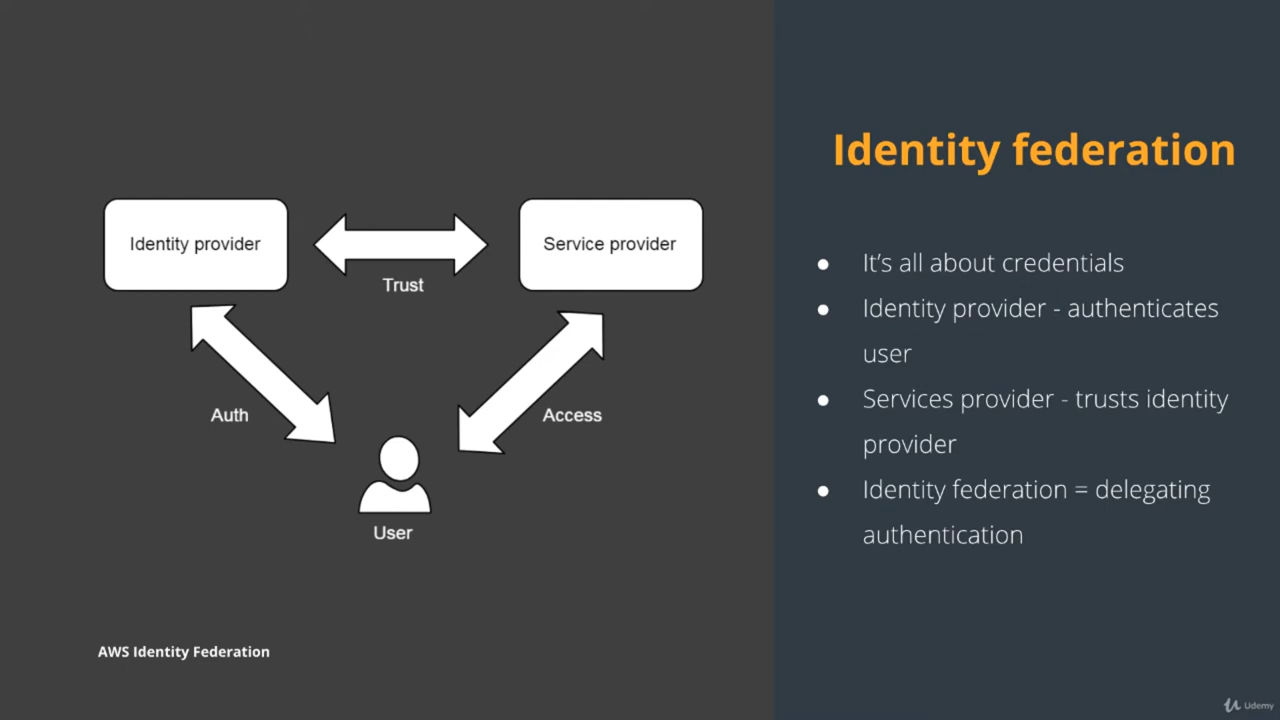 Identity federation
Identity provider
Service provider
Trust
Auth
Access
User
● It’s all about credentials
● Identity provider - authenticates
user
● Services provider - trusts identity
provider
● Identity federation = delegating
authentication
AWS Identity Federation
Udemy